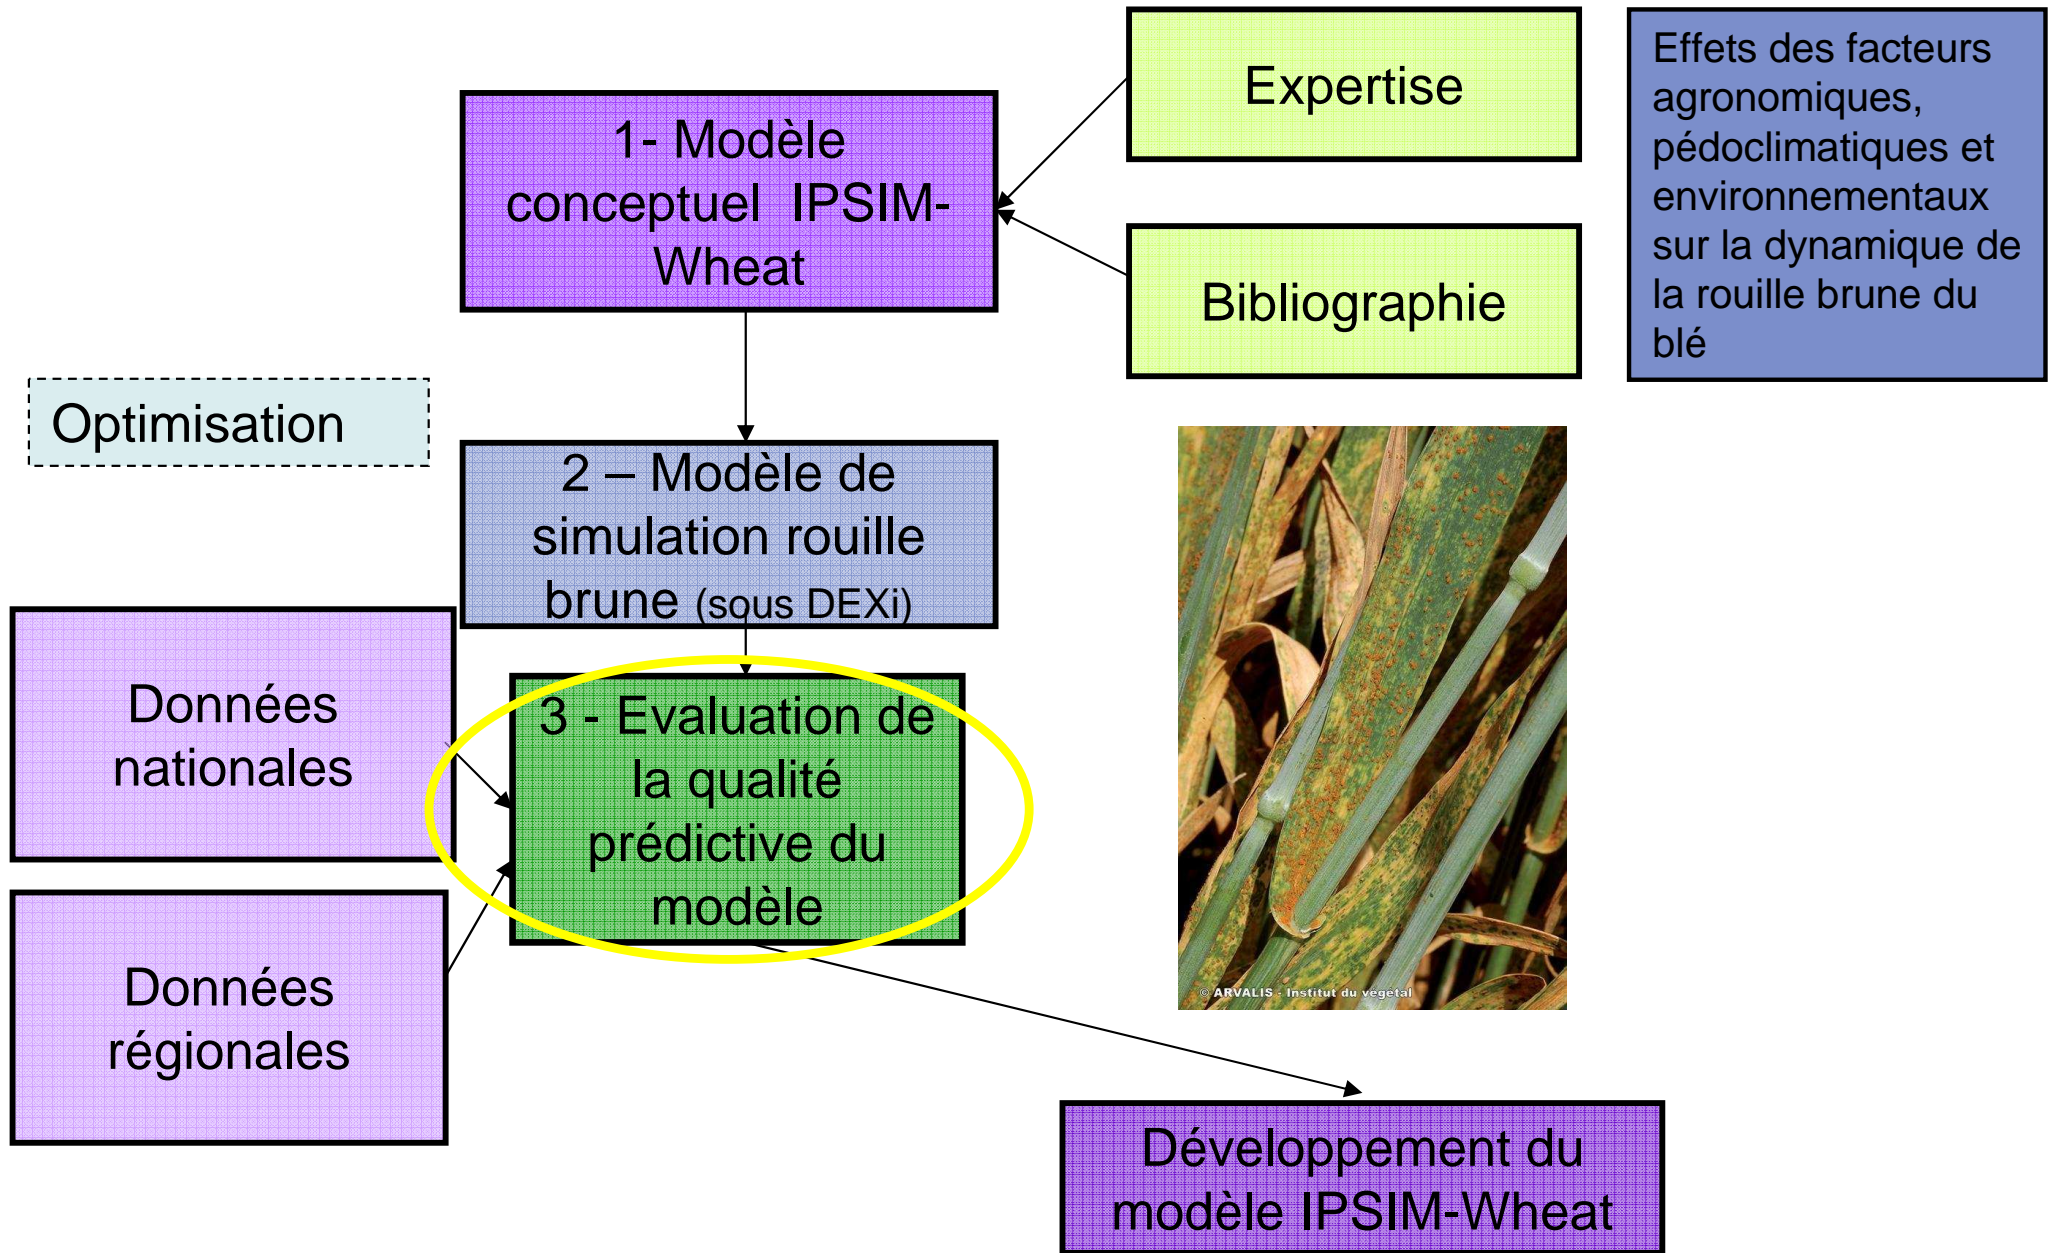 1- Modèle
conceptuel IPSIM-
Wheat
Expertise
Bibliographie
Effets des facteurs
agronomiques,
pédoclimatiques et
environnementaux
sur la dynamique de
la rouille brune du
blé
Optimisation
2 – Modèle de
simulation rouille
brune (sous DEXi)
Données
nationales
3 - Evaluation de
la qualité
prédictive du
modèle
Données
régionales
© ARVALIS - Institut du végétal
Développement du
modèle IPSIM-Wheat